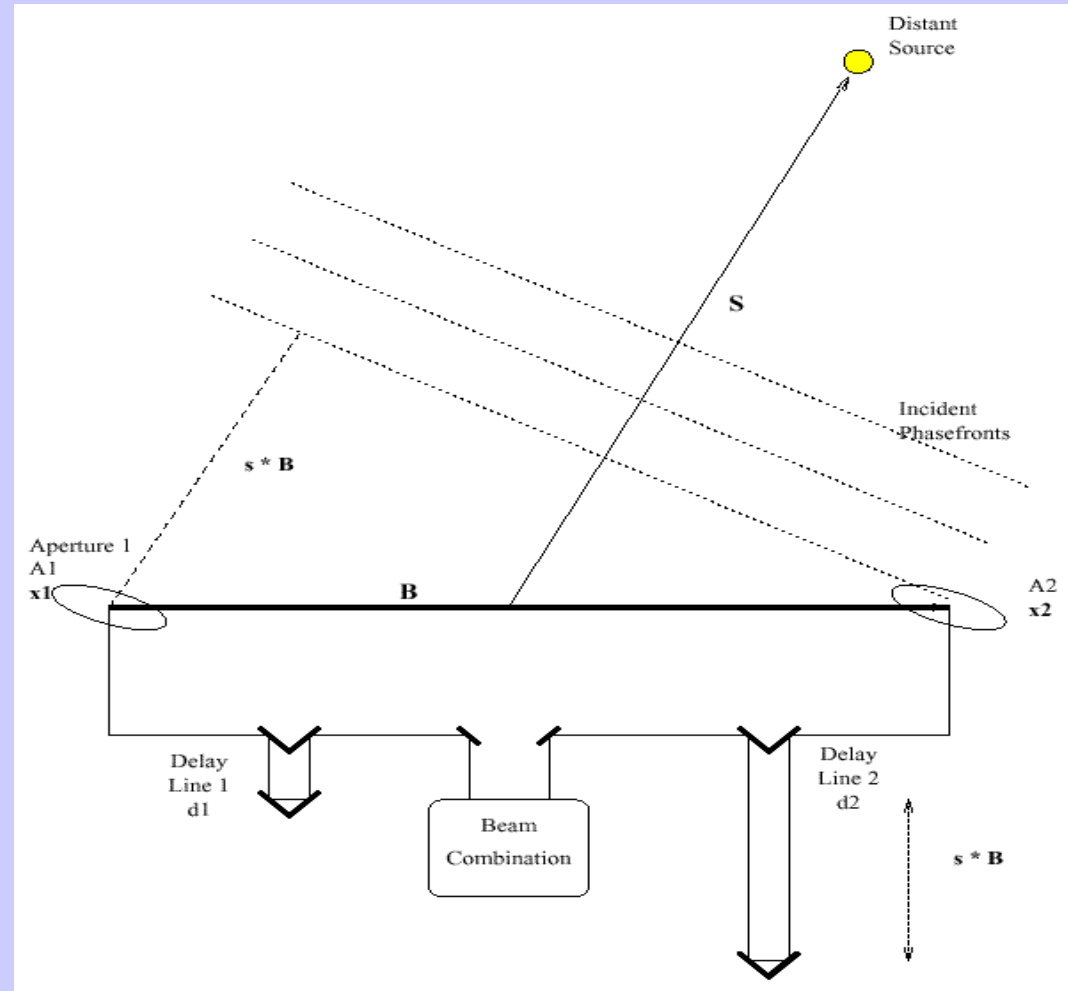 Distant
Source
S
Incident
Phasefronts
s * B
Aperture 1
A1
x1
B
A2
x2
Delay
Line 1
d1
Delay
Line 2
d2
Beam
Combination
s * B